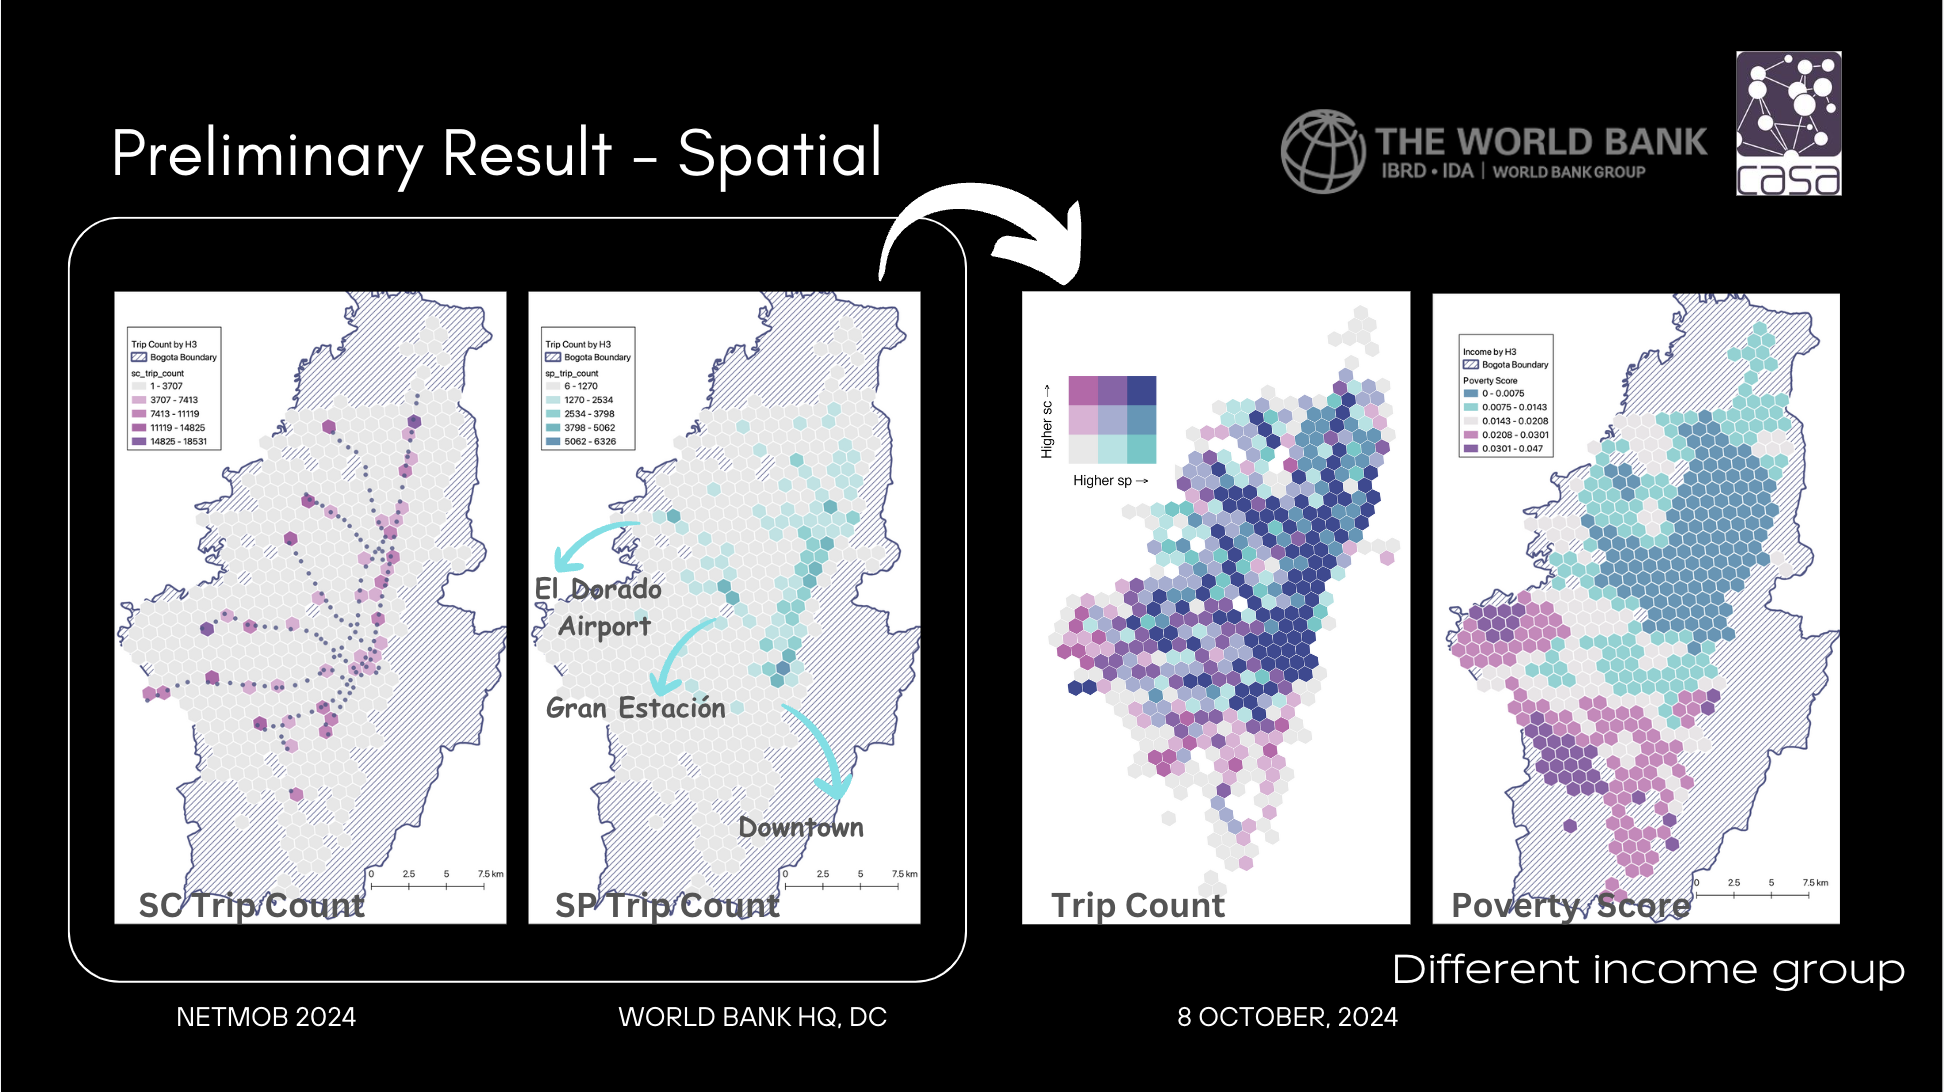 Preliminary Result - Spatial
THE WORLD BANK
IBRD • IDA | WORLD BANK GROUP
casa
Trip Count by H3
Bogota Boundary
sc_trip_count
1 - 3707
3707 - 7413
7413 - 11119
11119 - 14825
14825 - 18531
0 2.5 5 7.5 km
SC Trip Count
Trip Count by H3
Bogota Boundary
sp_trip_count
6 - 1270
1270 - 2534
2534 - 3798
3798 - 5062
5062 - 6326
El Dorado
Airport
Gran Estación
Downtown
0 2.5 5 7.5 km
SP Trip Count
Higher sc →
Higher sp →
Trip Count
Income by H3
Bogota Boundary
Poverty Score
0 - 0.0075
0.0075 - 0.0143
0.0143 - 0.0208
0.0208 - 0.0301
0.0301 - 0.047
0 2.5 5 7.5 km
Poverty Score
Different income group
NETMOB 2024
WORLD BANK HQ, DC
8 OCTOBER, 2024